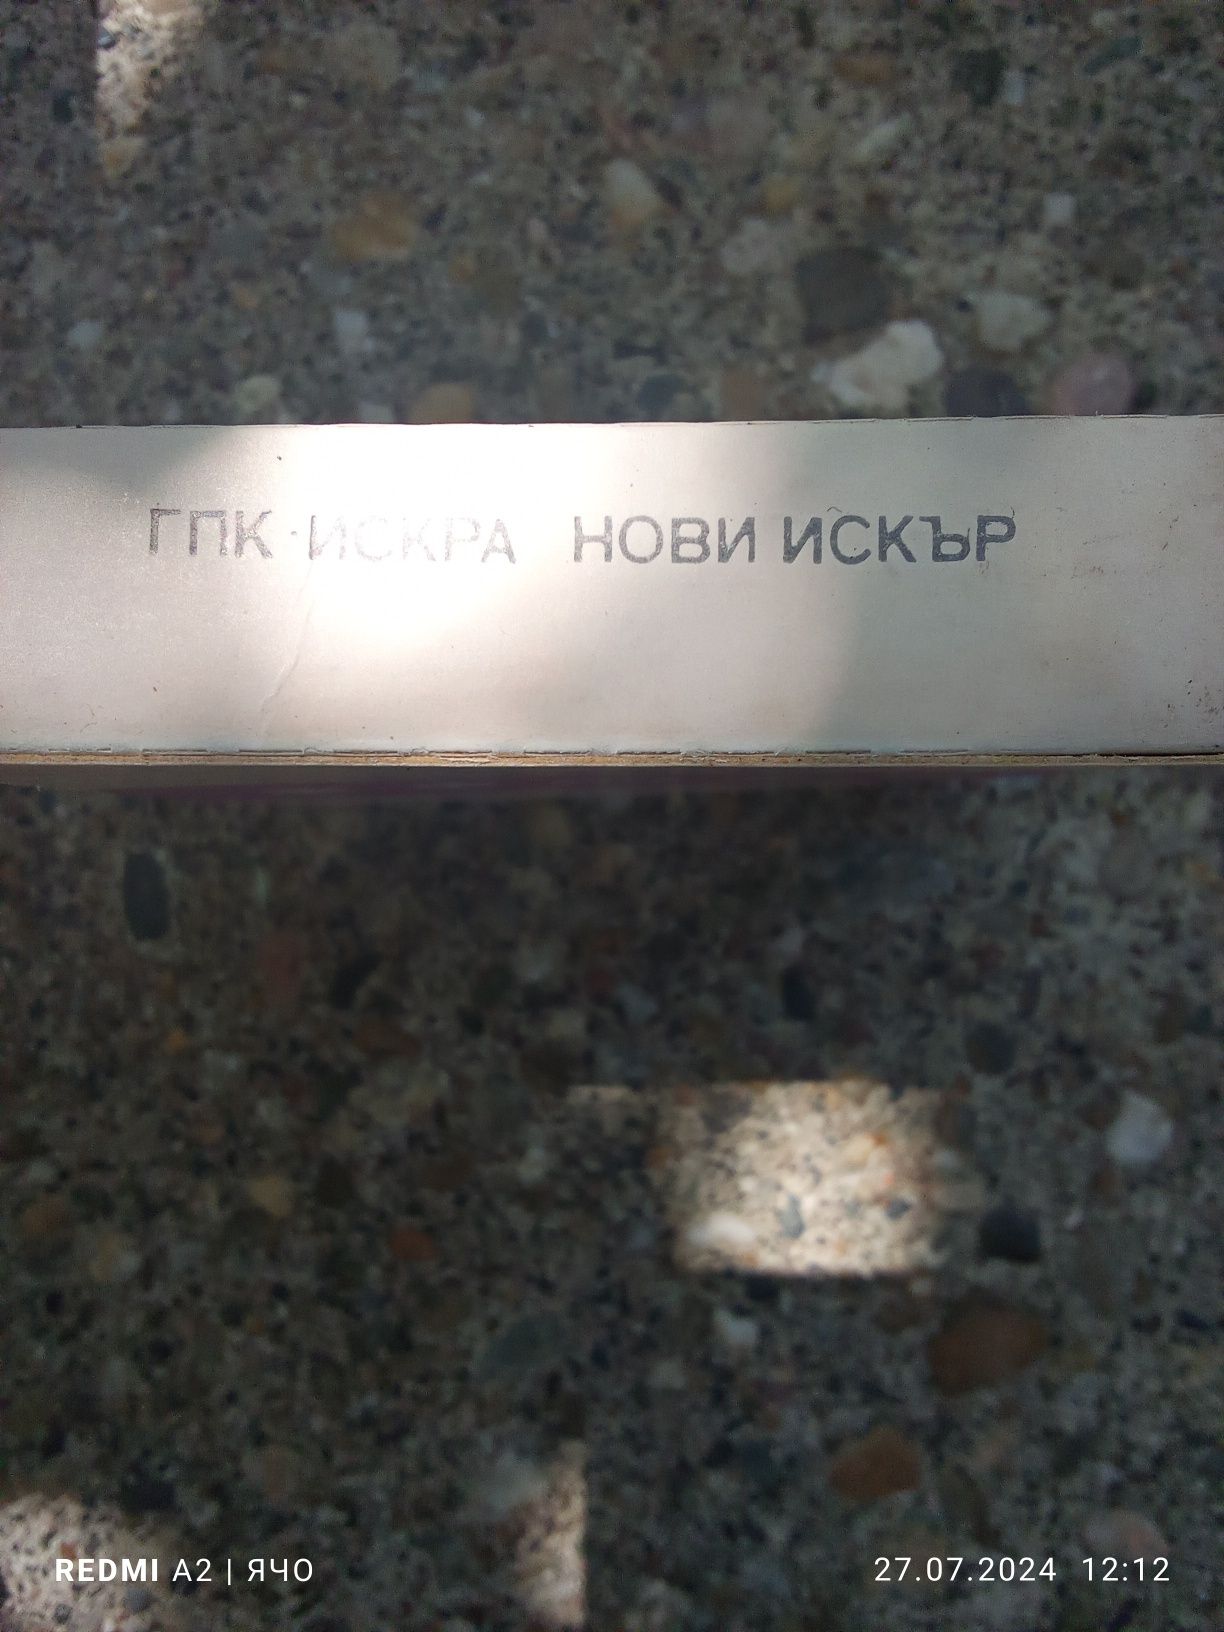 ГПК ИСКРА НОВИ ИСКЪР
REDMI A2 | ЯЧО
27.07.2024 12:12